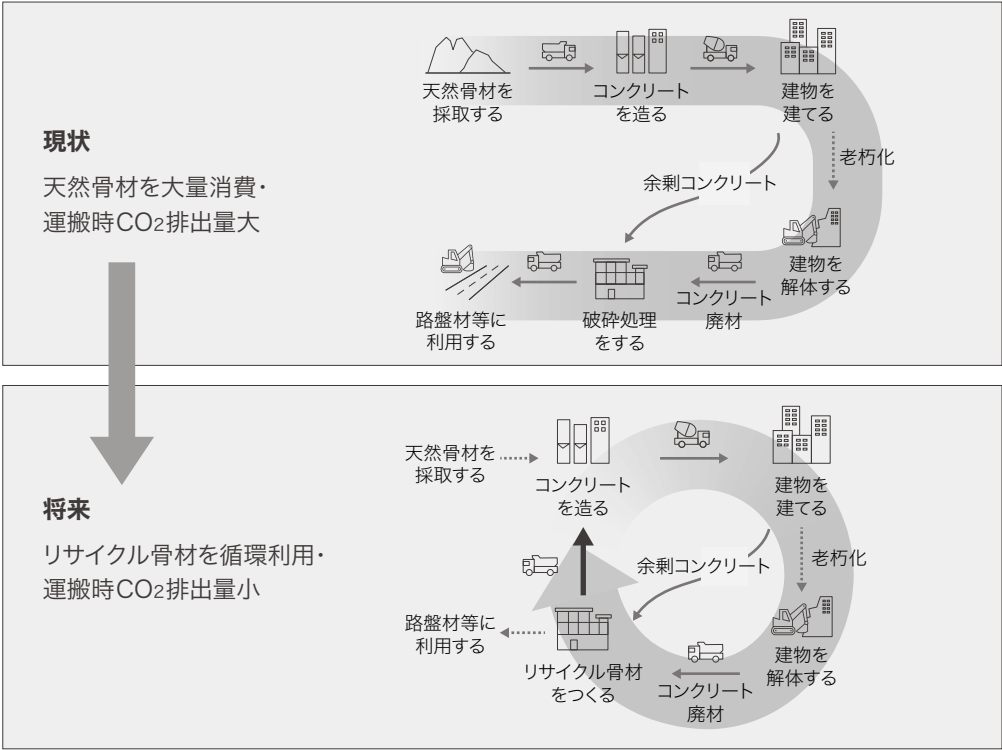 現状
天然骨材を大量消費・
運搬時CO2排出量大
天然骨材を
採取する
コンクリート
を造る
建物を
建てる
老朽化
余剰コンクリート
建物を
解体する
コンクリート
廃材
破砕処理
をする
路盤材等に
利用する
将来
リサイクル骨材を循環利用・
運搬時CO2排出量小
天然骨材を
採取する
コンクリート
を造る
建物を
建てる
老朽化
余剰コンクリート
建物を
解体する
コンクリート
廃材
リサイクル骨材
をつくる
路盤材等に
利用する